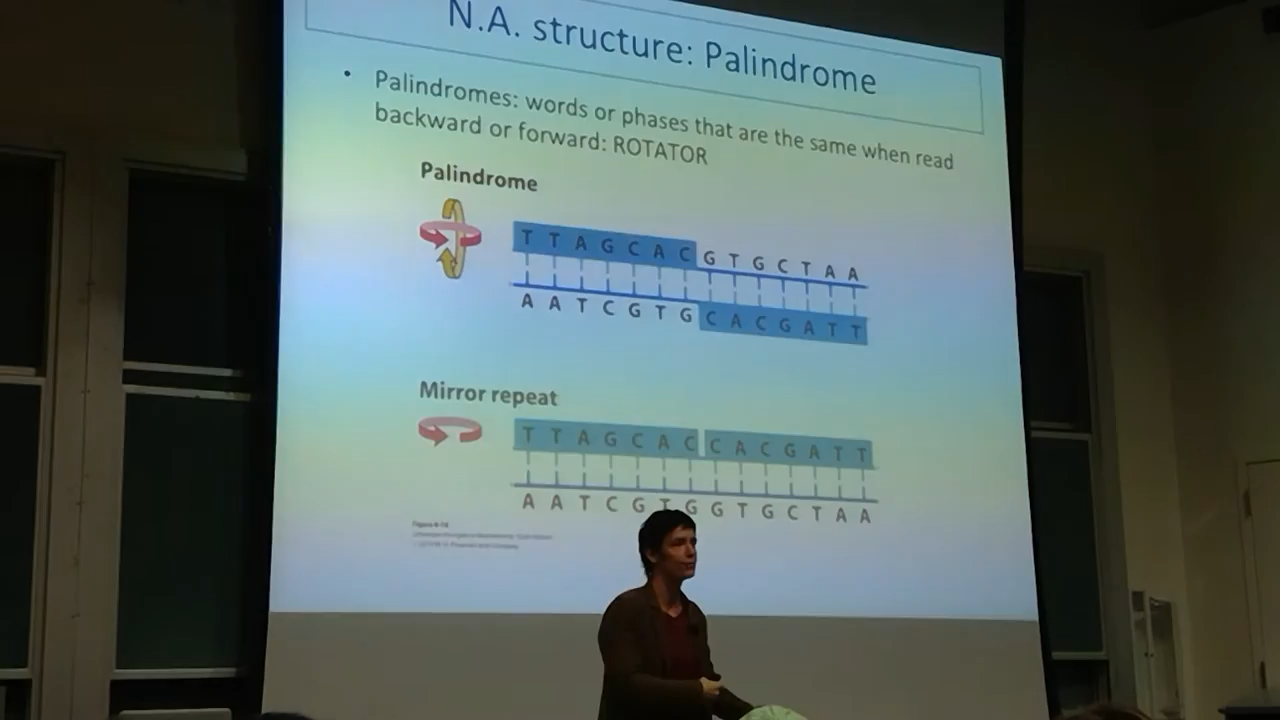 N.A. structure: Palindrome
• Palindromes: words or phases that are the same when read
backward or forward: ROTATOR
Palindrome
T T A G C A C G T G C T A A
A A T C G T G C A C G A T T
Mirror repeat
T T A G C A C C A C G A T T
A A T C G T G G T G C T A A